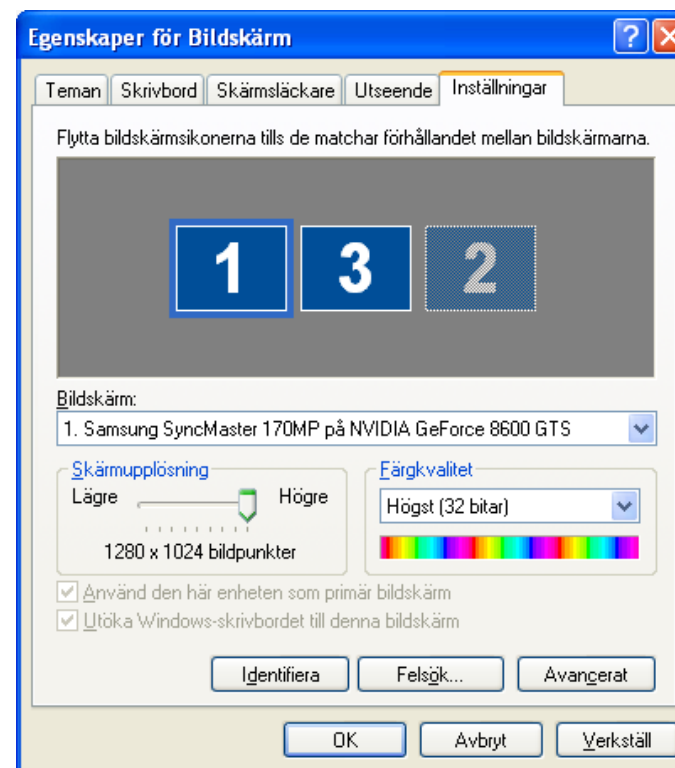 Egenskaper för Bildskärm
Teman Skrivbord Skärmsläckare Utseende Inställningar
Flytta bildskärmsikonerna tills de matchar förhållandet mellan bildskärmarna.
1 3 2
Bildskärm:
1. Samsung SyncMaster 170MP på NVIDIA GeForce 8600 GTS
Skärmupplösning Färgkvalitet
Lägre Högre Högst (32 bitar)
1280 x 1024 bildpunkter
Använd den här enheten som primär bildskärm
Utöka Windows-skrivbordet till denna bildskärm
Identifiera Felsök... Avancerat
OK Avbryt Verkställ